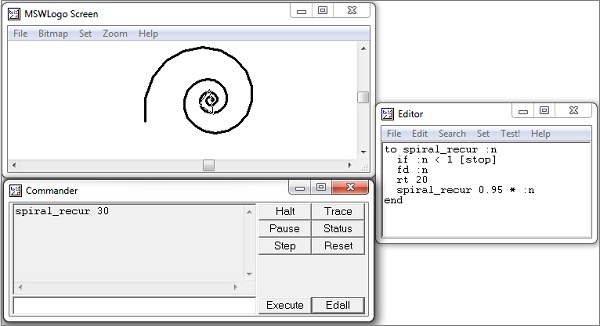 MSWLogo Screen
File Bitmap Set Zoom Help
Editor
File Edit Search Set Test! Help
to spiral_recur :n
if :n < 1 [stop]
fd :n
rt 20
spiral_recur 0.95 * :n
end
Commander
spiral_recur 30
Halt Trace
Pause Status
Step Reset
Execute Edall